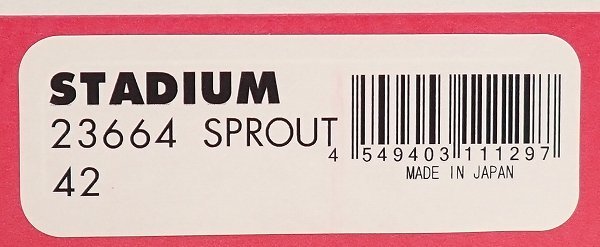 STADIUM
23664 SPROUT
42
4 549403 111297
MADE IN JAPAN